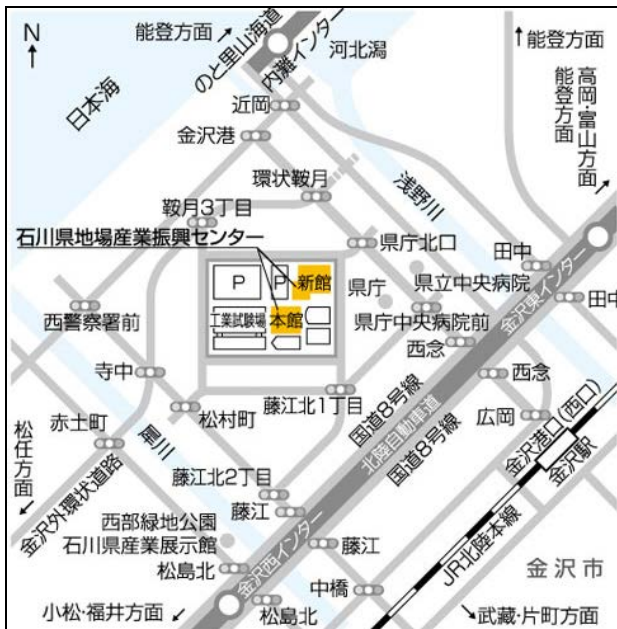 N
能登方面
のと里山海道
内灘インター
河北潟
能登方面
高岡・富山方面
能登方面
日本海
近岡
金沢港
環状鞍月
浅野川
鞍月3丁目
石川県地場産業振興センター
県庁北口
田中
P
P
新館
県庁
県立中央病院
金沢東インター
田中
西警察署前
工業試験場
本館
県庁中央病院前
西念
寺中
西念
藤江北1丁目
国道8号線
北陸自動車道
国道8号線
広岡
金沢港口(西口)
金沢駅
赤土町
松村町
犀川
松任方面
金沢外環状道路
藤江北2丁目
藤江
西部緑地公園
石川県産業展示館
藤江
金沢西インター
JR北陸本線
松島北
中橋
金沢市
小松・福井方面
松島北
武蔵・片町方面